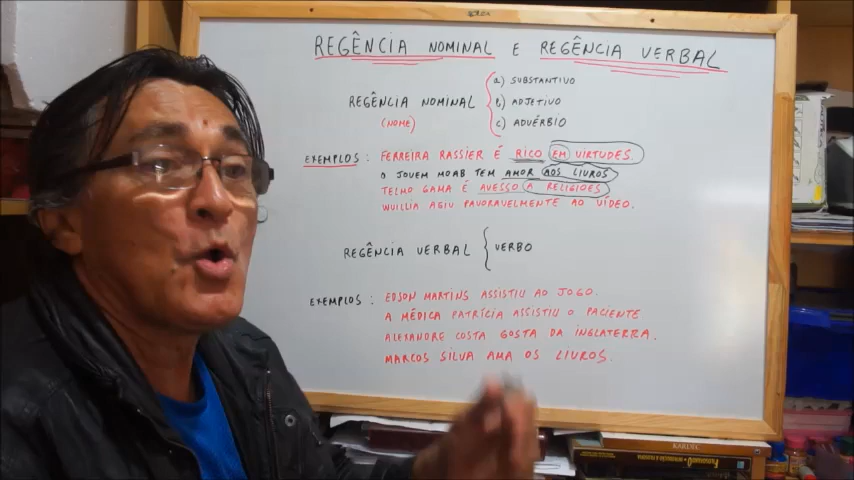 REGÊNCIA NOMINAL E REGÊNCIA VERBAL
a) SUBSTANTIVO
REGÊNCIA NOMINAL { b) ADJETIVO
(NOME)
c) ADVÉRBIO
EXEMPLOS: FERREIRA RASSIER É RICO EM VIRTUDES.
O JOVEM MOAB TEM AMOR AOS LIVROS
TELMO GAMA É AVESSO A RELIGIÕES
AGIU FAVORAVELMENTE AO VÍDEO.
REGÊNCIA VERBAL { VERBO
EXEMPLOS: EDSON MARTINS ASSISTIU AO JOGO.
A MÉDICA PATRÍCIA ASSISTIU O PACIENTE
ALEXANDRE COSTA GOSTA DA INGLATERRA.
MARCOS SILVA AMA OS LIVROS.
KARDEC